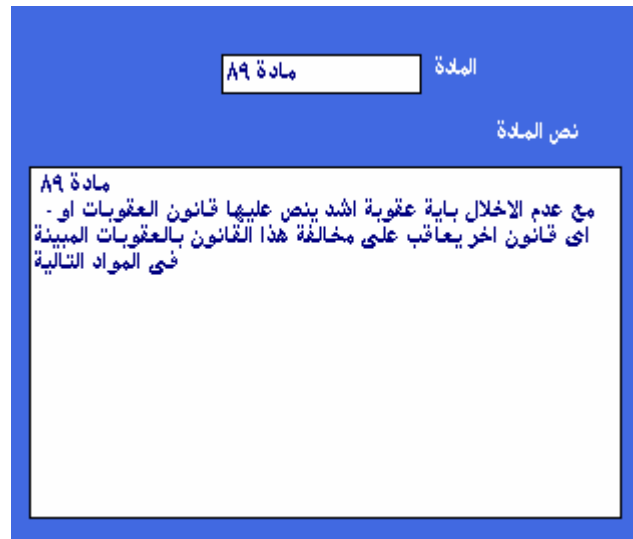 المادة
مادة ٨٩
نص المادة
مادة ٨٩
مع عدم الاخلال باية عقوبة اشد ينص عليها قانون العقوبات او -
اى قانون اخر يعاقب على مخالفة هذا القانون بالعقوبات المبينة
فى المواد التالية